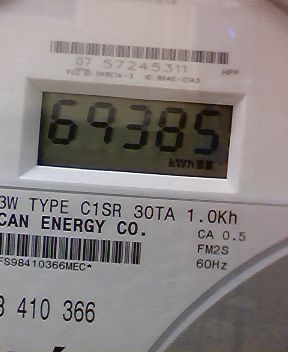 07 57245311
HPP
69385
kWh
3W TYPE C1SR 30TA 1.0Kh
CAN ENERGY CO.
CA 0.5
FM2S
60Hz
FS98410366MEC*
410 366